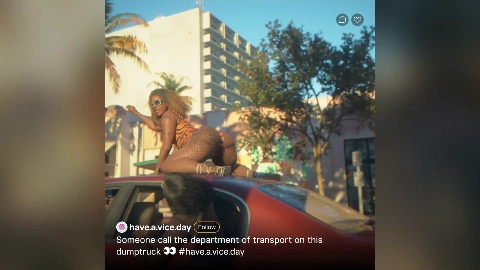 have.a.vice.day Follow
Someone call the department of transport on this
dumptruck 👀 #have.a.vice.day